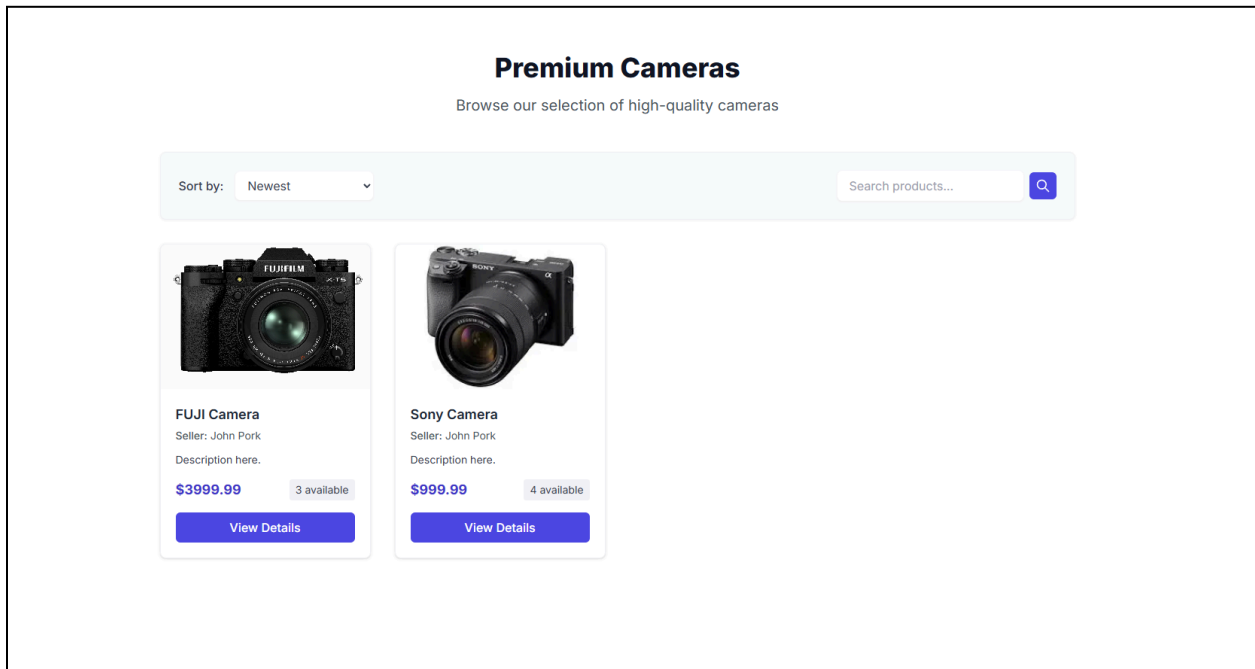 Premium Cameras
Browse our selection of high-quality cameras
Sort by: Newest Search products...
FUJIFILM
X-T5
SONY
α
FUJI Camera
Seller: John Pork
Description here.
$3999.99 3 available
View Details
Sony Camera
Seller: John Pork
Description here.
$999.99 4 available
View Details